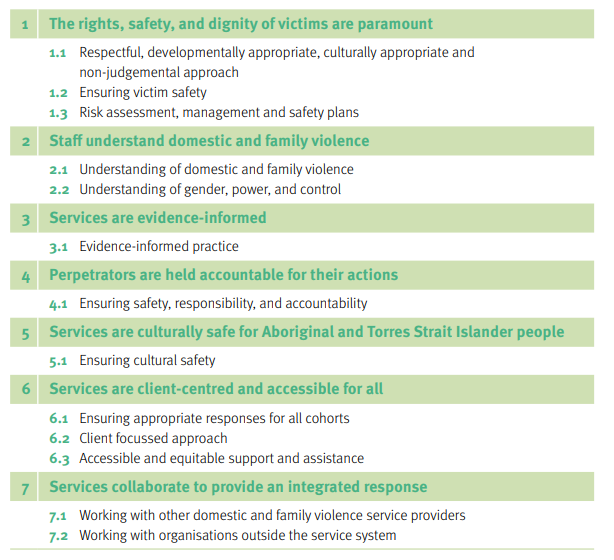 1 The rights, safety, and dignity of victims are paramount
1.1 Respectful, developmentally appropriate, culturally appropriate and
non-judgemental approach
1.2 Ensuring victim safety
1.3 Risk assessment, management and safety plans
2 Staff understand domestic and family violence
2.1 Understanding of domestic and family violence
2.2 Understanding of gender, power, and control
3 Services are evidence-informed
3.1 Evidence-informed practice
4 Perpetrators are held accountable for their actions
4.1 Ensuring safety, responsibility, and accountability
5 Services are culturally safe for Aboriginal and Torres Strait Islander people
5.1 Ensuring cultural safety
6 Services are client-centred and accessible for all
6.1 Ensuring appropriate responses for all cohorts
6.2 Client focussed approach
6.3 Accessible and equitable support and assistance
7 Services collaborate to provide an integrated response
7.1 Working with other domestic and family violence service providers
7.2 Working with organisations outside the service system